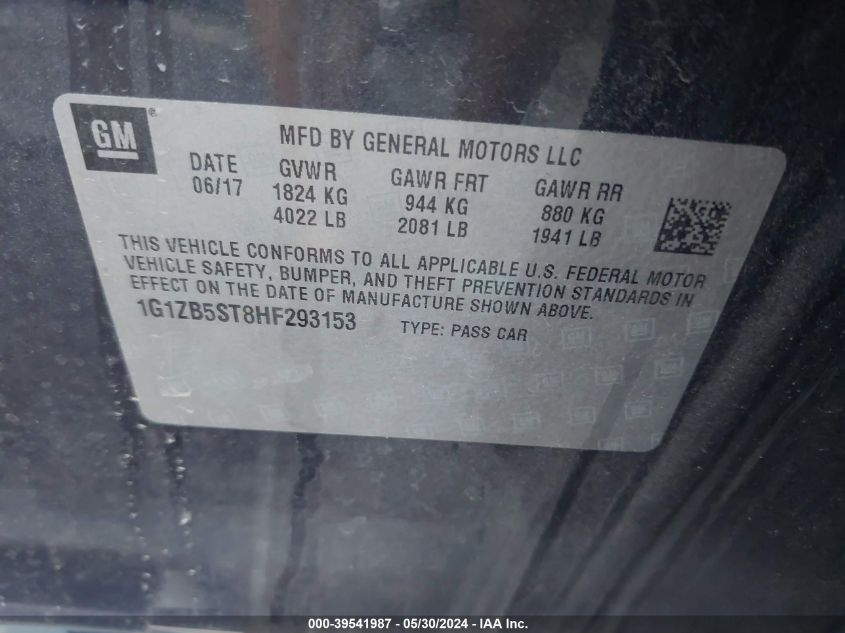 GM®
MFD BY GENERAL MOTORS LLC
DATE GVWR GAWR FRT GAWR RR
06/17 1824 KG 944 KG 880 KG
4022 LB 2081 LB 1941 LB
THIS VEHICLE CONFORMS TO ALL APPLICABLE U.S. FEDERAL MOTOR
VEHICLE SAFETY, BUMPER, AND THEFT PREVENTION STANDARDS IN
EFFECT ON THE DATE OF MANUFACTURE SHOWN ABOVE.
1G1ZB5ST8HF293153 TYPE: PASS CAR
000-39541987 - 05/30/2024 - IAA Inc.